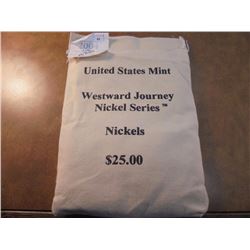 United States Mint
Westward Journey
Nickel Series™
Nickels
$25.00